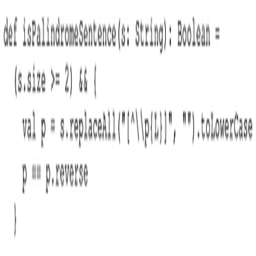 def isPalindromeSentence(s: String): Boolean =
(s.size >= 2) && {
val p = s.replaceAll("[^\\p{L}]", "").toLowerCase
p == p.reverse
}